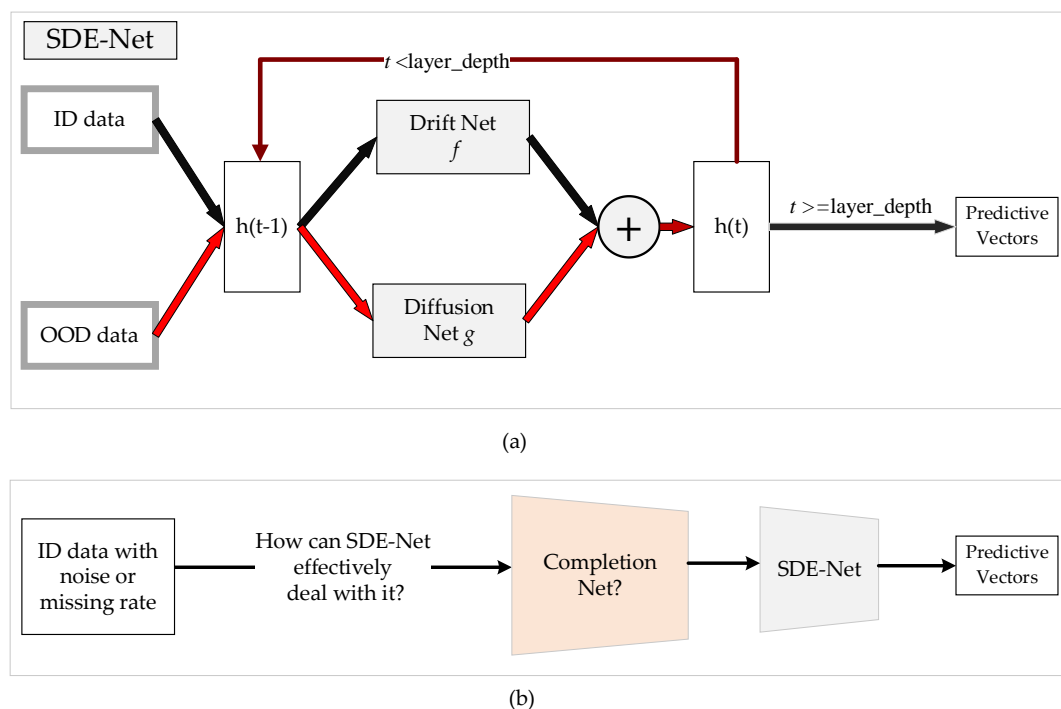 SDE-Net
t <layer_depth
ID data
Drift Net
f
h(t-1)
+
h(t)
t >=layer_depth
Predictive
Vectors
OOD data
Diffusion
Net g
(a)
ID data with
noise or
missing rate
How can SDE-Net
effectively
deal with it?
Completion
Net?
SDE-Net
Predictive
Vectors
(b)